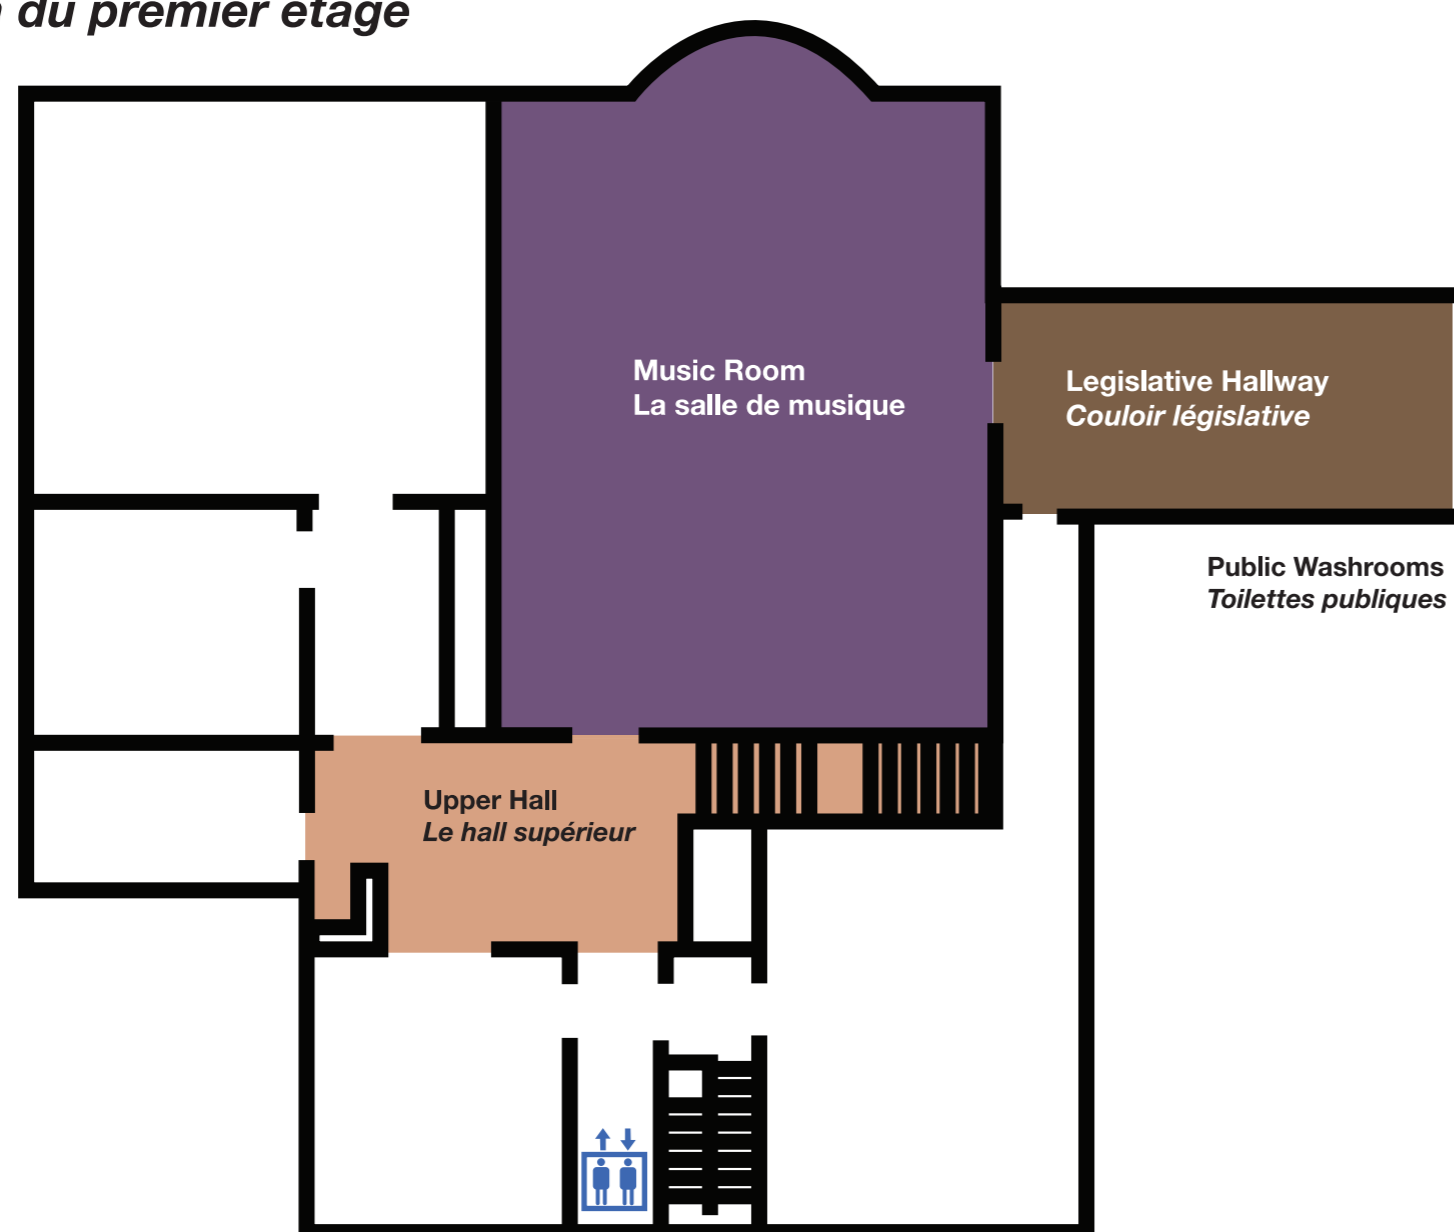 du premier étage
Music Room
La salle de musique
Legislative Hallway
Couloir législative
Public Washrooms
Toilettes publiques
Upper Hall
Le hall supérieur